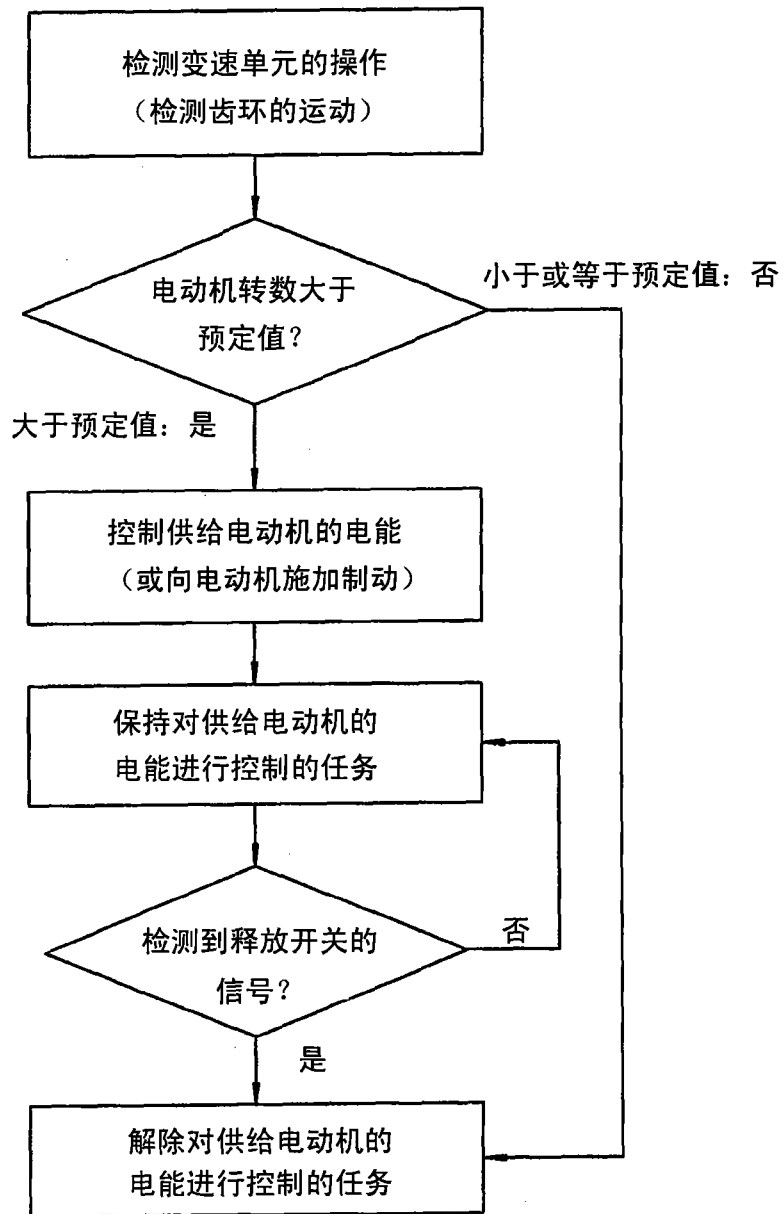 检测变速单元的操作
（检测齿环的运动）
电动机转数大于
预定值？
小于或等于预定值：否
大于预定值：是
控制供给电动机的电能
（或向电动机施加制动）
保持对供给电动机的
电能进行控制的任务
检测到释放开关的
信号？
否
是
解除对供给电动机的
电能进行控制的任务